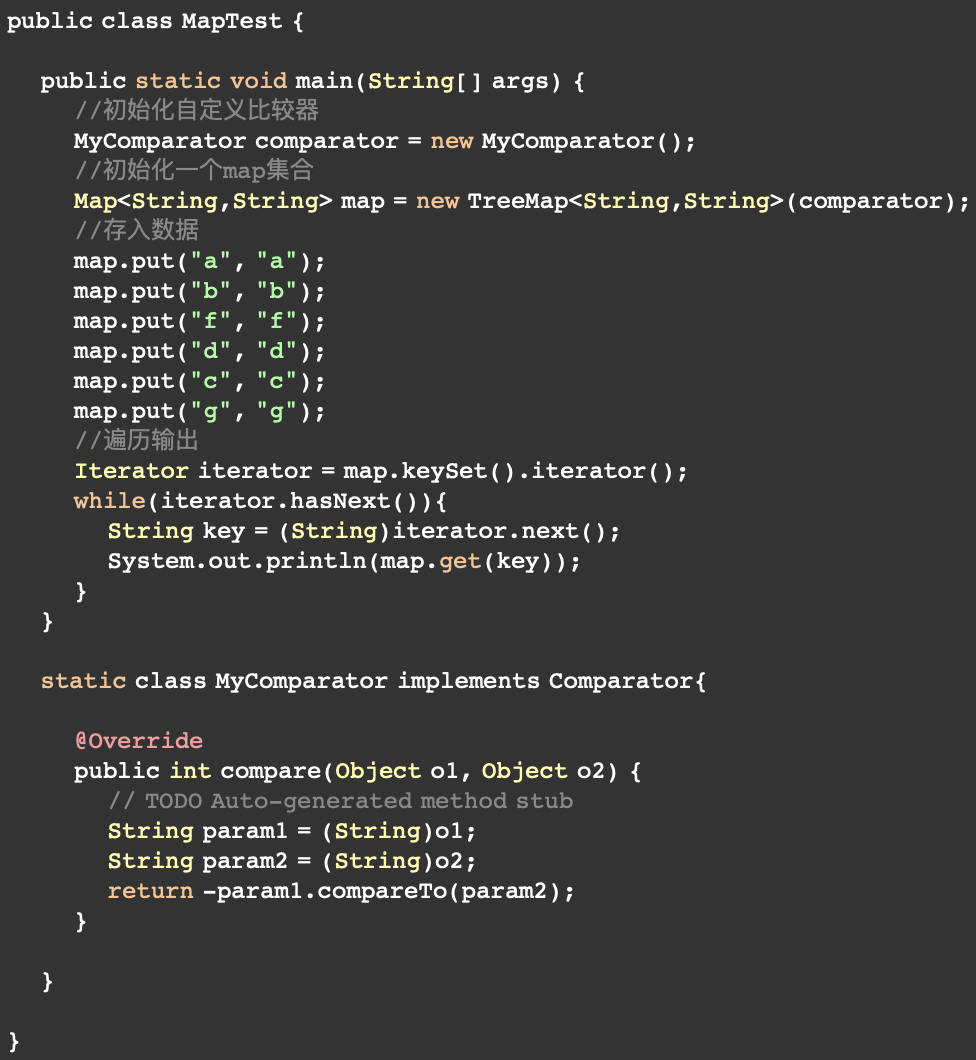 public class MapTest {
public static void main(String[] args) {
//初始化自定义比较器
MyComparator comparator = new MyComparator();
//初始化一个map集合
Map<String,String> map = new TreeMap<String,String>(comparator);
//存入数据
map.put("a", "a");
map.put("b", "b");
map.put("f", "f");
map.put("d", "d");
map.put("c", "c");
map.put("g", "g");
//遍历输出
Iterator iterator = map.keySet().iterator();
while(iterator.hasNext()){
String key = (String)iterator.next();
System.out.println(map.get(key));
}
}
static class MyComparator implements Comparator{
@Override
public int compare(Object o1, Object o2) {
// TODO Auto-generated method stub
String param1 = (String)o1;
String param2 = (String)o2;
return -param1.compareTo(param2);
}
}
}